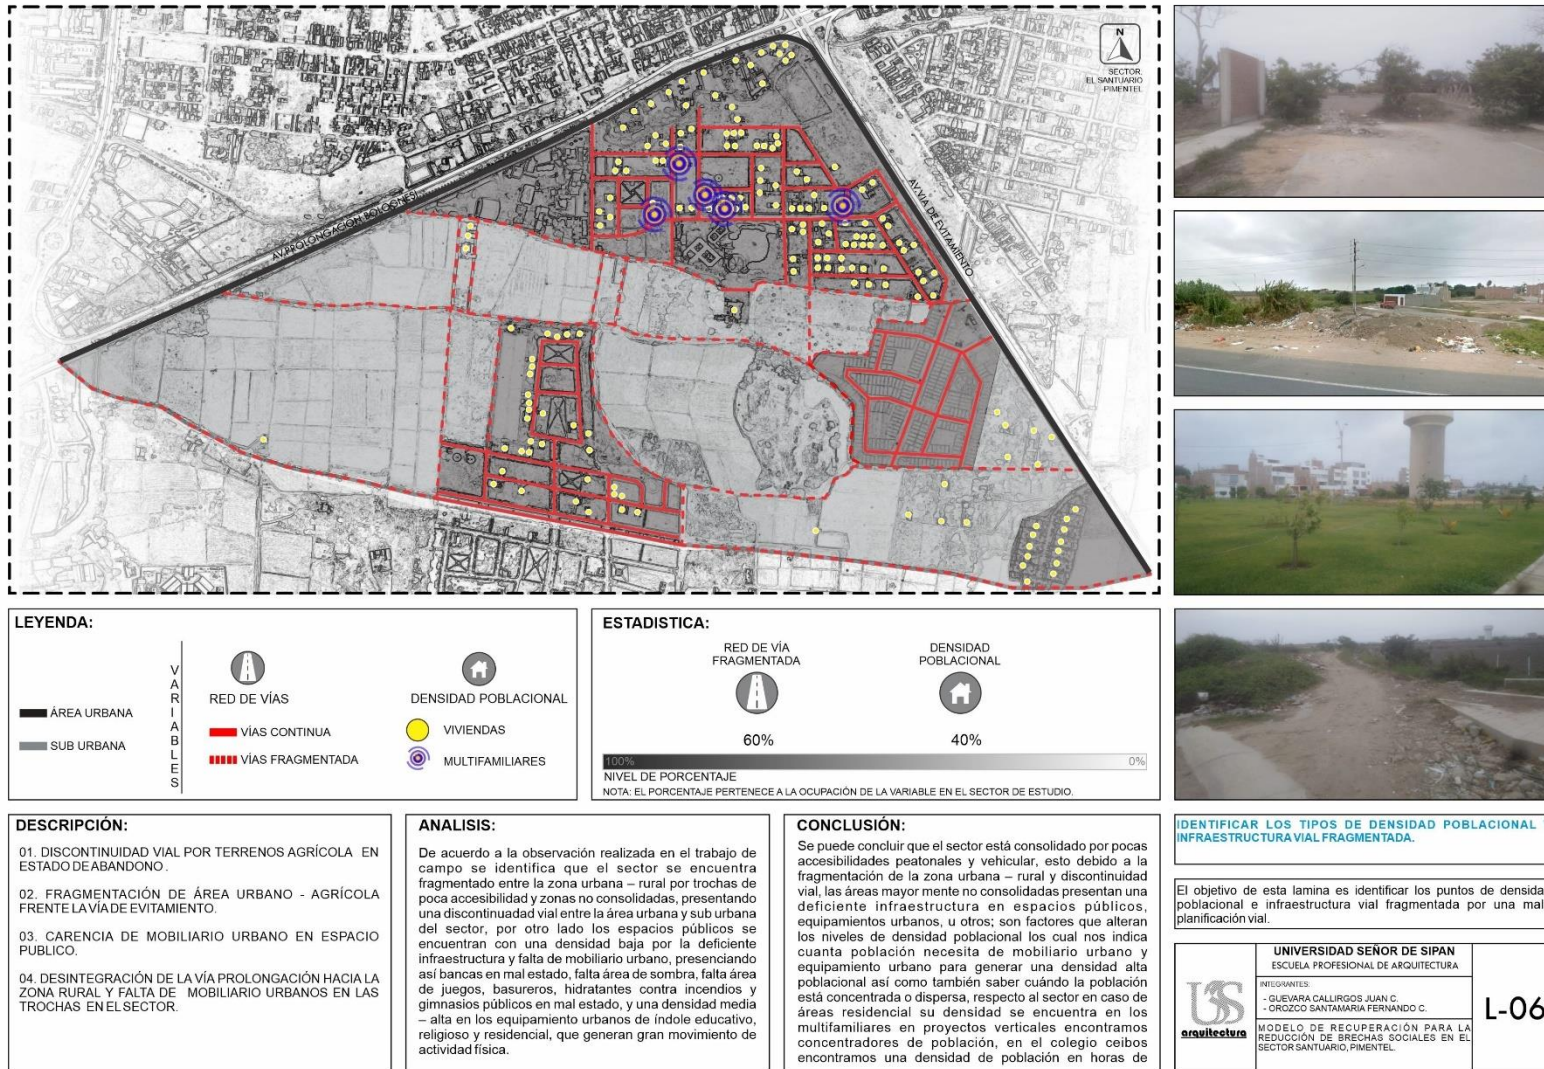 N
SECTOR
EL SANTUARIO
-PIMENTEL
AV.PROLONGACIÓN BOLOGNESI
AV.VIA DE EVITAMIENTO
LEYENDA:
VARIABLES
ÁREA URBANA
SUB URBANA
RED DE VÍAS
VÍAS CONTINUA
VÍAS FRAGMENTADA
DENSIDAD POBLACIONAL
VIVIENDAS
MULTIFAMILIARES
ESTADISTICA:
RED DE VÍA
FRAGMENTADA
60%
DENSIDAD
POBLACIONAL
40%
100%
0%
NIVEL DE PORCENTAJE
NOTA: EL PORCENTAJE PERTENECE A LA OCUPACIÓN DE LA VARIABLE EN EL SECTOR DE ESTUDIO.
DESCRIPCIÓN:
01. DISCONTINUIDAD VIAL POR TERRENOS AGRÍCOLA EN
ESTADO DE ABANDONO .
02. FRAGMENTACIÓN DE ÁREA URBANO - AGRÍCOLA
FRENTE LA VÍA DE EVITAMIENTO.
03. CARENCIA DE MOBILIARIO URBANO EN ESPACIO
PUBLICO.
04. DESINTEGRACIÓN DE LA VÍA PROLONGACIÓN HACIA LA
ZONA RURAL Y FALTA DE MOBILIARIO URBANOS EN LAS
TROCHAS EN EL SECTOR.
ANALISIS:
De acuerdo a la observación realizada en el trabajo de
campo se identifica que el sector se encuentra
fragmentado entre la zona urbana – rural por trochas de
poca accesibilidad y zonas no consolidadas, presentando
una discontinuadad vial entre la área urbana y sub urbana
del sector, por otro lado los espacios públicos se
encuentran con una densidad baja por la deficiente
infraestructura y falta de mobiliario urbano, presenciando
así bancas en mal estado, falta área de sombra, falta área
de juegos, basureros, hidratantes contra incendios y
gimnasios públicos en mal estado, y una densidad media
– alta en los equipamiento urbanos de índole educativo,
religioso y residencial, que generan gran movimiento de
actividad física.
CONCLUSIÓN:
Se puede concluir que el sector está consolidado por pocas
accesibilidades peatonales y vehicular, esto debido a la
fragmentación de la zona urbana – rural y discontinuidad
vial, las áreas mayor mente no consolidadas presentan una
deficiente infraestructura en espacios públicos,
equipamientos urbanos, u otros; son factores que alteran
los niveles de densidad poblacional los cual nos indica
cuanta población necesita de mobiliario urbano y
equipamiento urbano para generar una densidad alta
poblacional así como también saber cuándo la población
está concentrada o dispersa, respecto al sector en caso de
áreas residencial su densidad se encuentra en los
multifamiliares en proyectos verticales encontramos
concentradores de población, en el colegio ceibos
encontramos una densidad de población en horas de
IDENTIFICAR LOS TIPOS DE DENSIDAD POBLACIONAL
INFRAESTRUCTURA VIAL FRAGMENTADA.
El objetivo de esta lamina es identificar los puntos de densida
poblacional e infraestructura vial fragmentada por una mal
planificación vial.
USS
arquitectura
UNIVERSIDAD SEÑOR DE SIPAN
ESCUELA PROFESIONAL DE ARQUITECTURA
INTEGRANTES:
- GUEVARA CALLIRGOS JUAN C.
- OROZCO SANTAMARIA FERNANDO C.
MODELO DE RECUPERACIÓN PARA LA
REDUCCIÓN DE BRECHAS SOCIALES EN EL
SECTOR SANTUARIO, PIMENTEL.
L-06